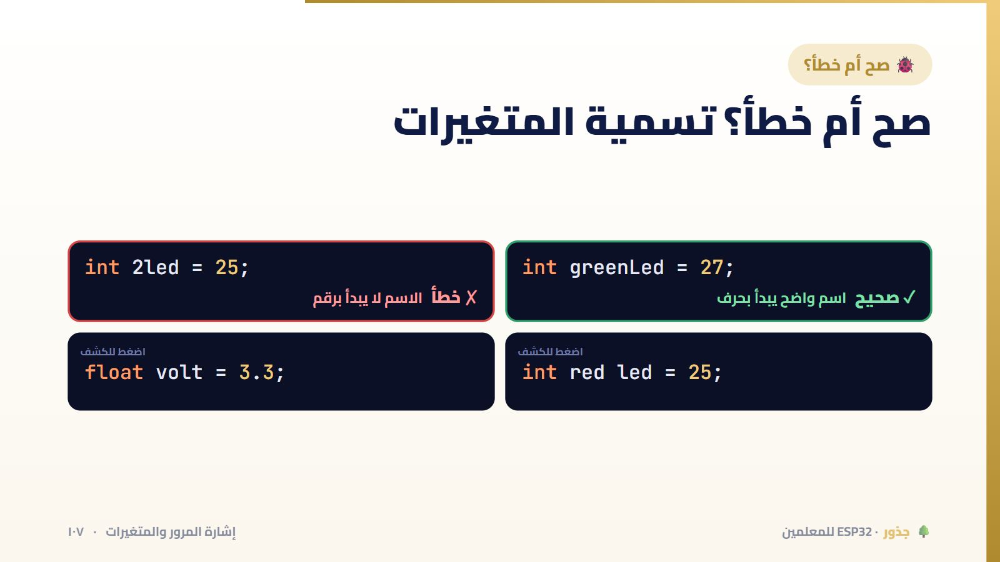 صح أم خطأ؟
صح أم خطأ؟ تسمية المتغيرات
int greenLed = 27;
✓ صحيح اسم واضح يبدأ بحرف
int 2led = 25;
✗ خطأ الاسم لا يبدأ برقم
اضغط للكشف
int red led = 25;
اضغط للكشف
float volt = 3.3;
جذور · ESP32 للمعلمين
إشارة المرور والمتغيرات · ١٠٧